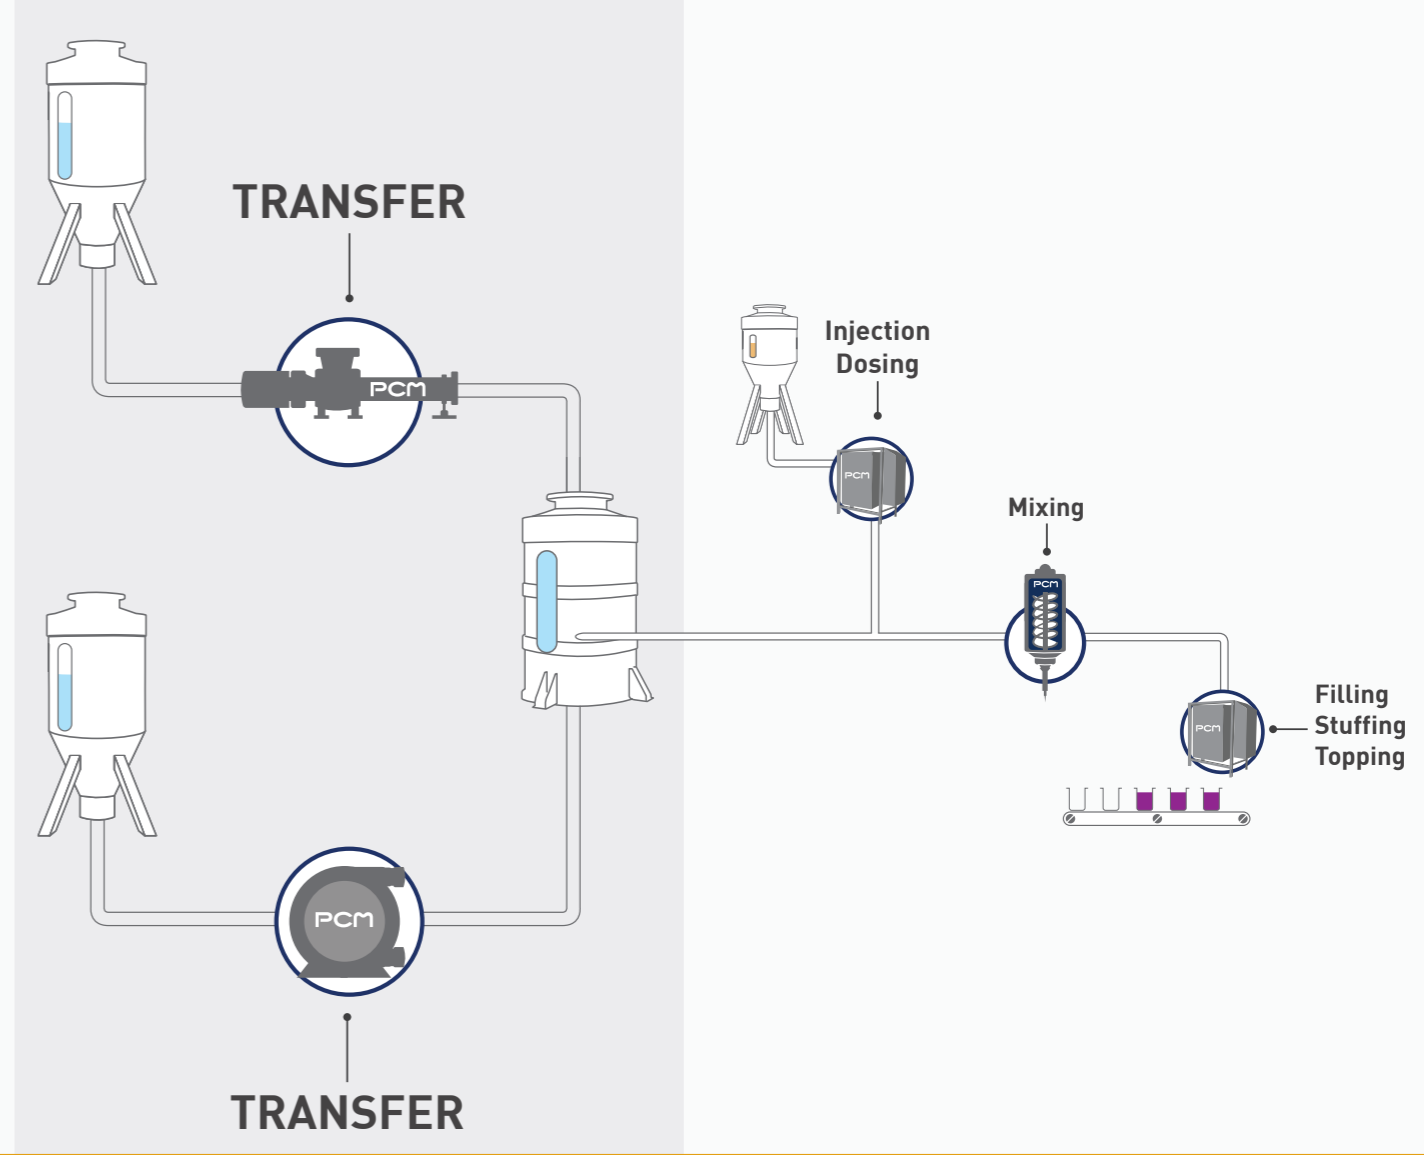 TRANSFER
PCM
Injection
Dosing
PCM
Mixing
PCM
Filling
Stuffing
Topping
PCM
PCM
TRANSFER